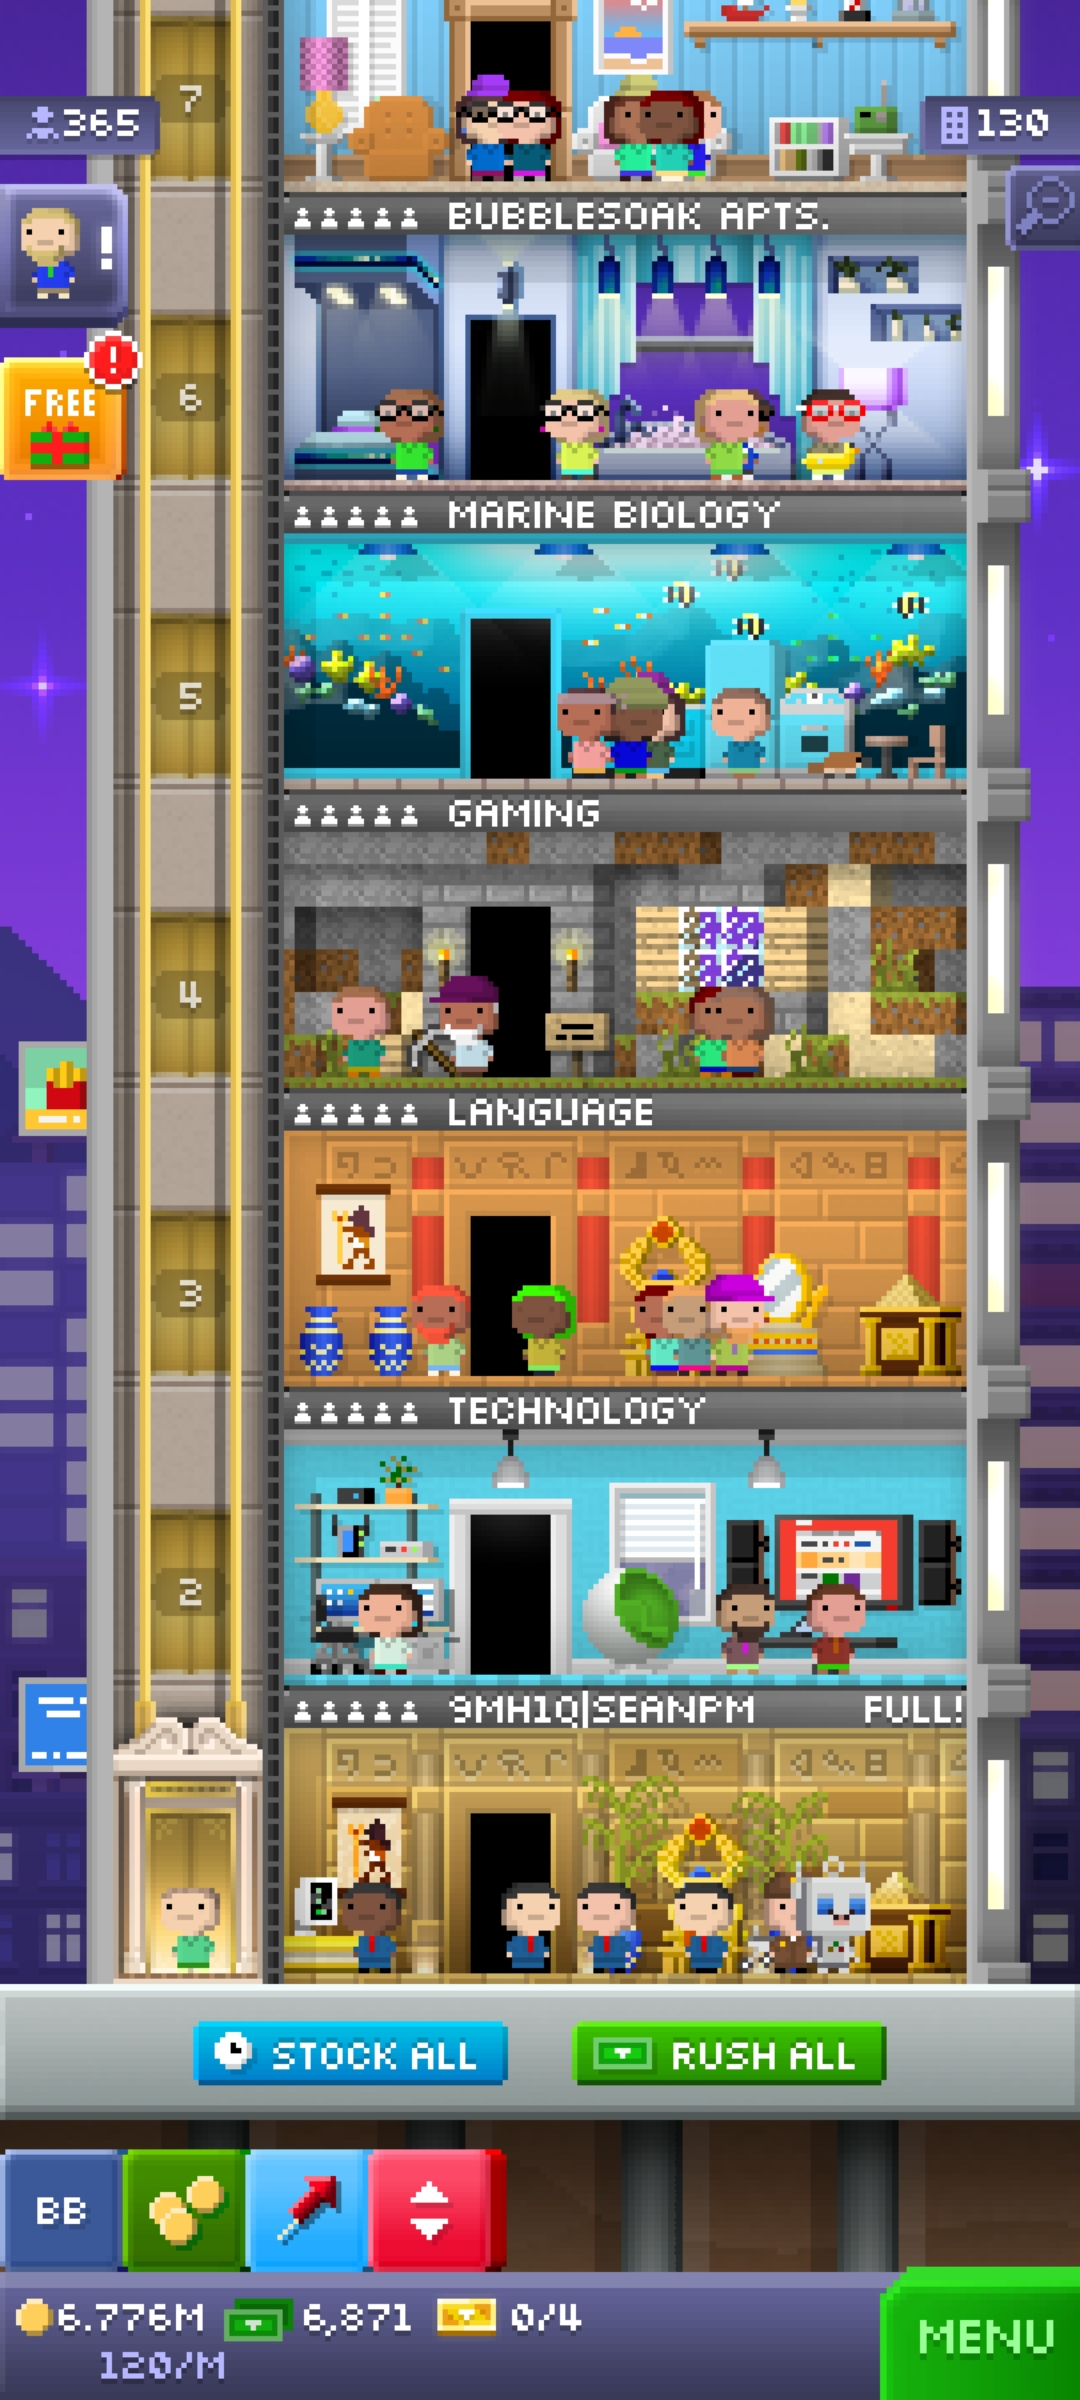 7
365
130
!
BUBBLESOAK APTS.
!
FREE
6
MARINE BIOLOGY
5
GAMING
4
LANGUAGE
3
TECHNOLOGY
2
9MH1Q|SEANPM FULL!
STOCK ALL
RUSH ALL
BB
6.776M 6,871 0/4
120/M
MENU